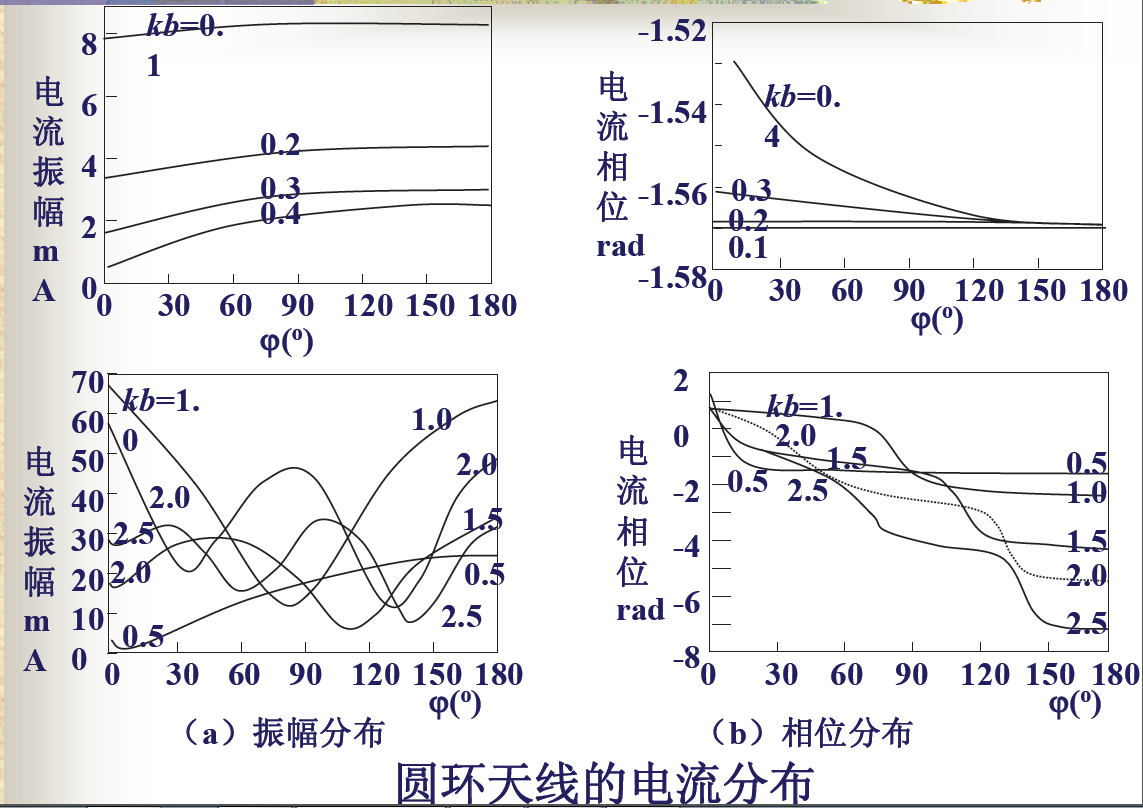 kb=0.
1
0.2
0.3
0.4
8
6
4
2
0
电
流
振
幅
m
A
0 30 60 90 120 150 180
φ(º)
-1.52
-1.54
-1.56
-1.58
电
流
相
位
rad
kb=0.
4
0.3
0.2
0.1
0 30 60 90 120 150 180
φ(º)
70
60
50
40
30
20
10
0
电
流
振
幅
m
A
kb=1.
0
2.0
2.5
2.0
0.5
1.0
2.0
1.5
0.5
2.5
0 30 60 90 120 150 180
φ(º)
(a)振幅分布
2
0
-2
-4
-6
-8
电
流
相
位
rad
kb=1.
2.0
1.5
0.5
2.5
0.5
1.0
1.5
2.0
2.5
0 30 60 90 120 150 180
φ(º)
(b)相位分布
圆环天线的电流分布